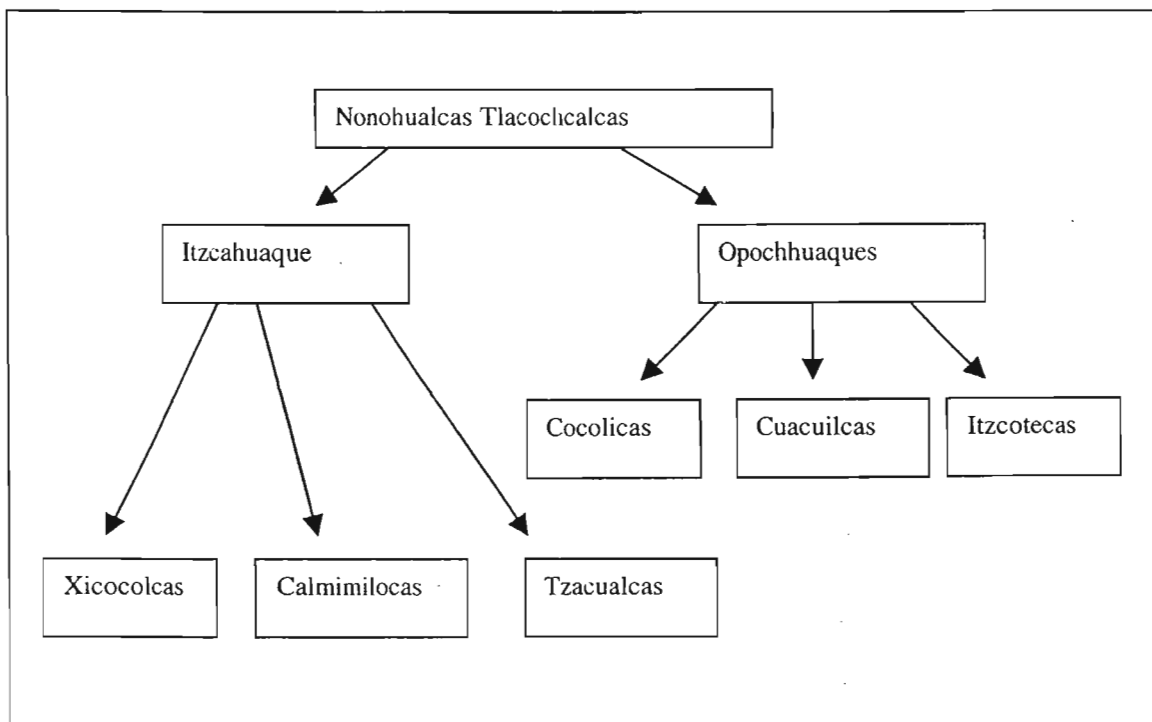 Nonohualcas Tlacochcalcas
Itzcahuaque
Opochhuaques
Cocolicas
Cuacuilcas
Itzcotecas
Xicocolcas
Calmimilocas
Tzacualcas